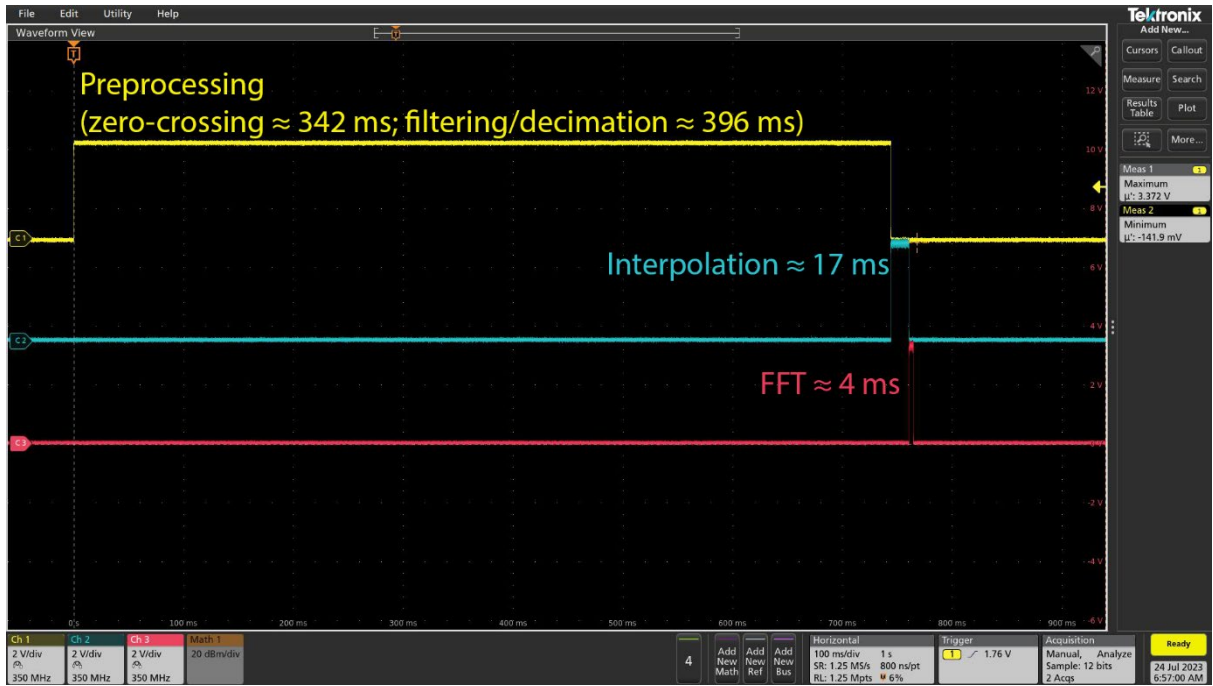 File Edit Utility Help
Tektronix
Waveform View
Add New...
T
T
Cursors Callout
Measure Search
Results Table Plot
More...
Preprocessing
(zero-crossing ≈ 342 ms; filtering/decimation ≈ 396 ms)
12 V
10 V
8 V
6 V
4 V
2 V
-2 V
-4 V
-6 V
Meas 1 1
Maximum
µ': 3.372 V
Meas 2 1
Minimum
µ': -141.9 mV
C1
Interpolation ≈ 17 ms
C2
FFT ≈ 4 ms
C3
0 s 100 ms 200 ms 300 ms 400 ms 500 ms 600 ms 700 ms 800 ms 900 ms
Ch 1
2 V/div
350 MHz
Ch 2
2 V/div
350 MHz
Ch 3
2 V/div
350 MHz
Math 1
20 dBm/div
4
Add New Math
Add New Ref
Add New Bus
Horizontal
100 ms/div 1 s
SR: 1.25 MS/s 800 ns/pt
RL: 1.25 Mpts 6%
Trigger
1 1.76 V
Acquisition
Manual, Analyze
Sample: 12 bits
2 Acqs
Ready
24 Jul 2023
6:57:00 AM